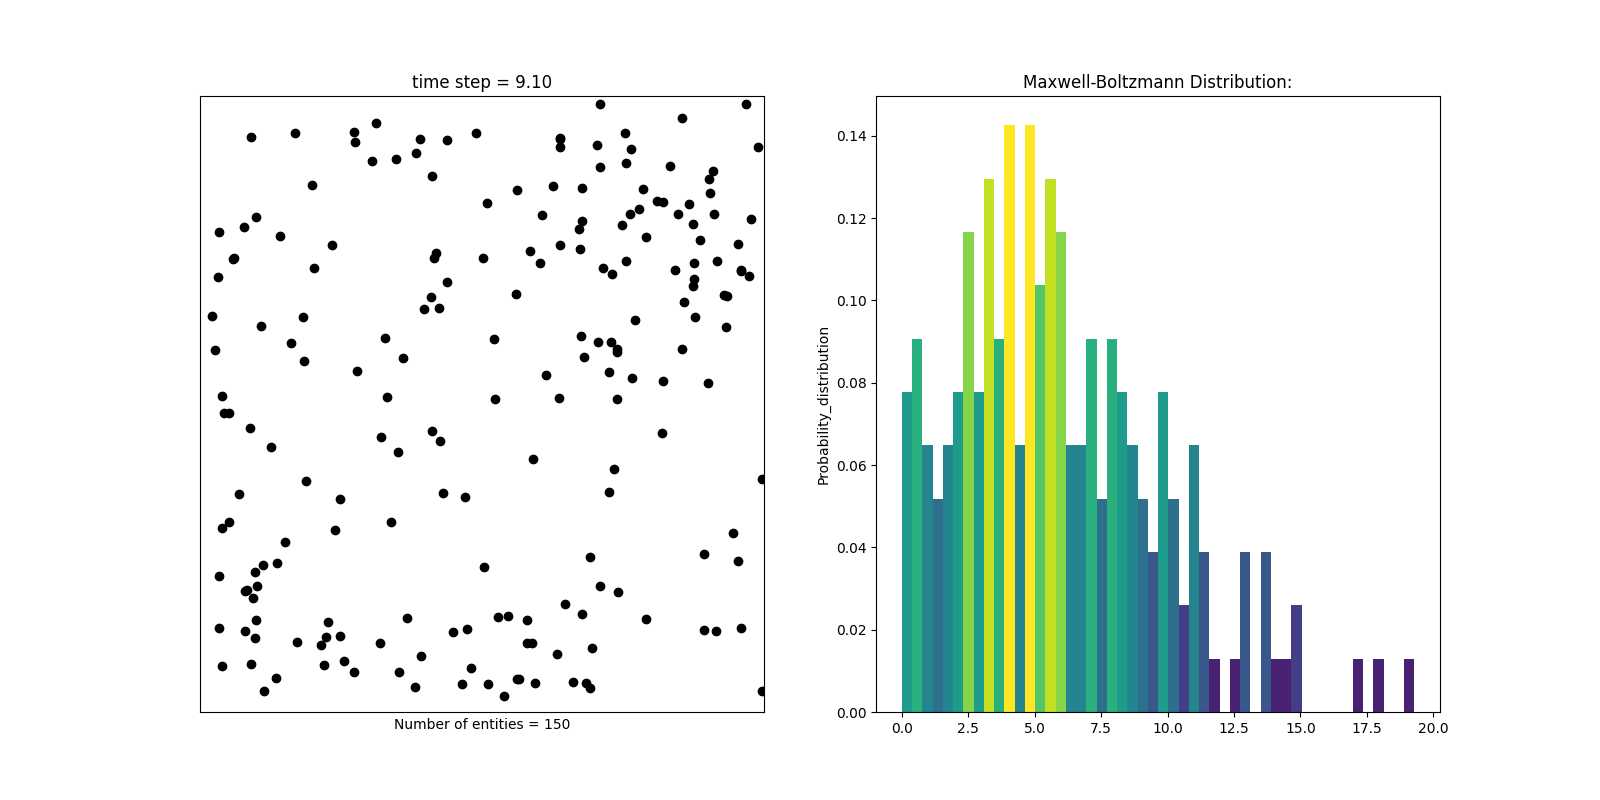 time step = 9.10
Number of entities = 150
Maxwell-Boltzmann Distribution:
Probability_distribution
0.14
0.12
0.10
0.08
0.06
0.04
0.02
0.00
0.0 2.5 5.0 7.5 10.0 12.5 15.0 17.5 20.0